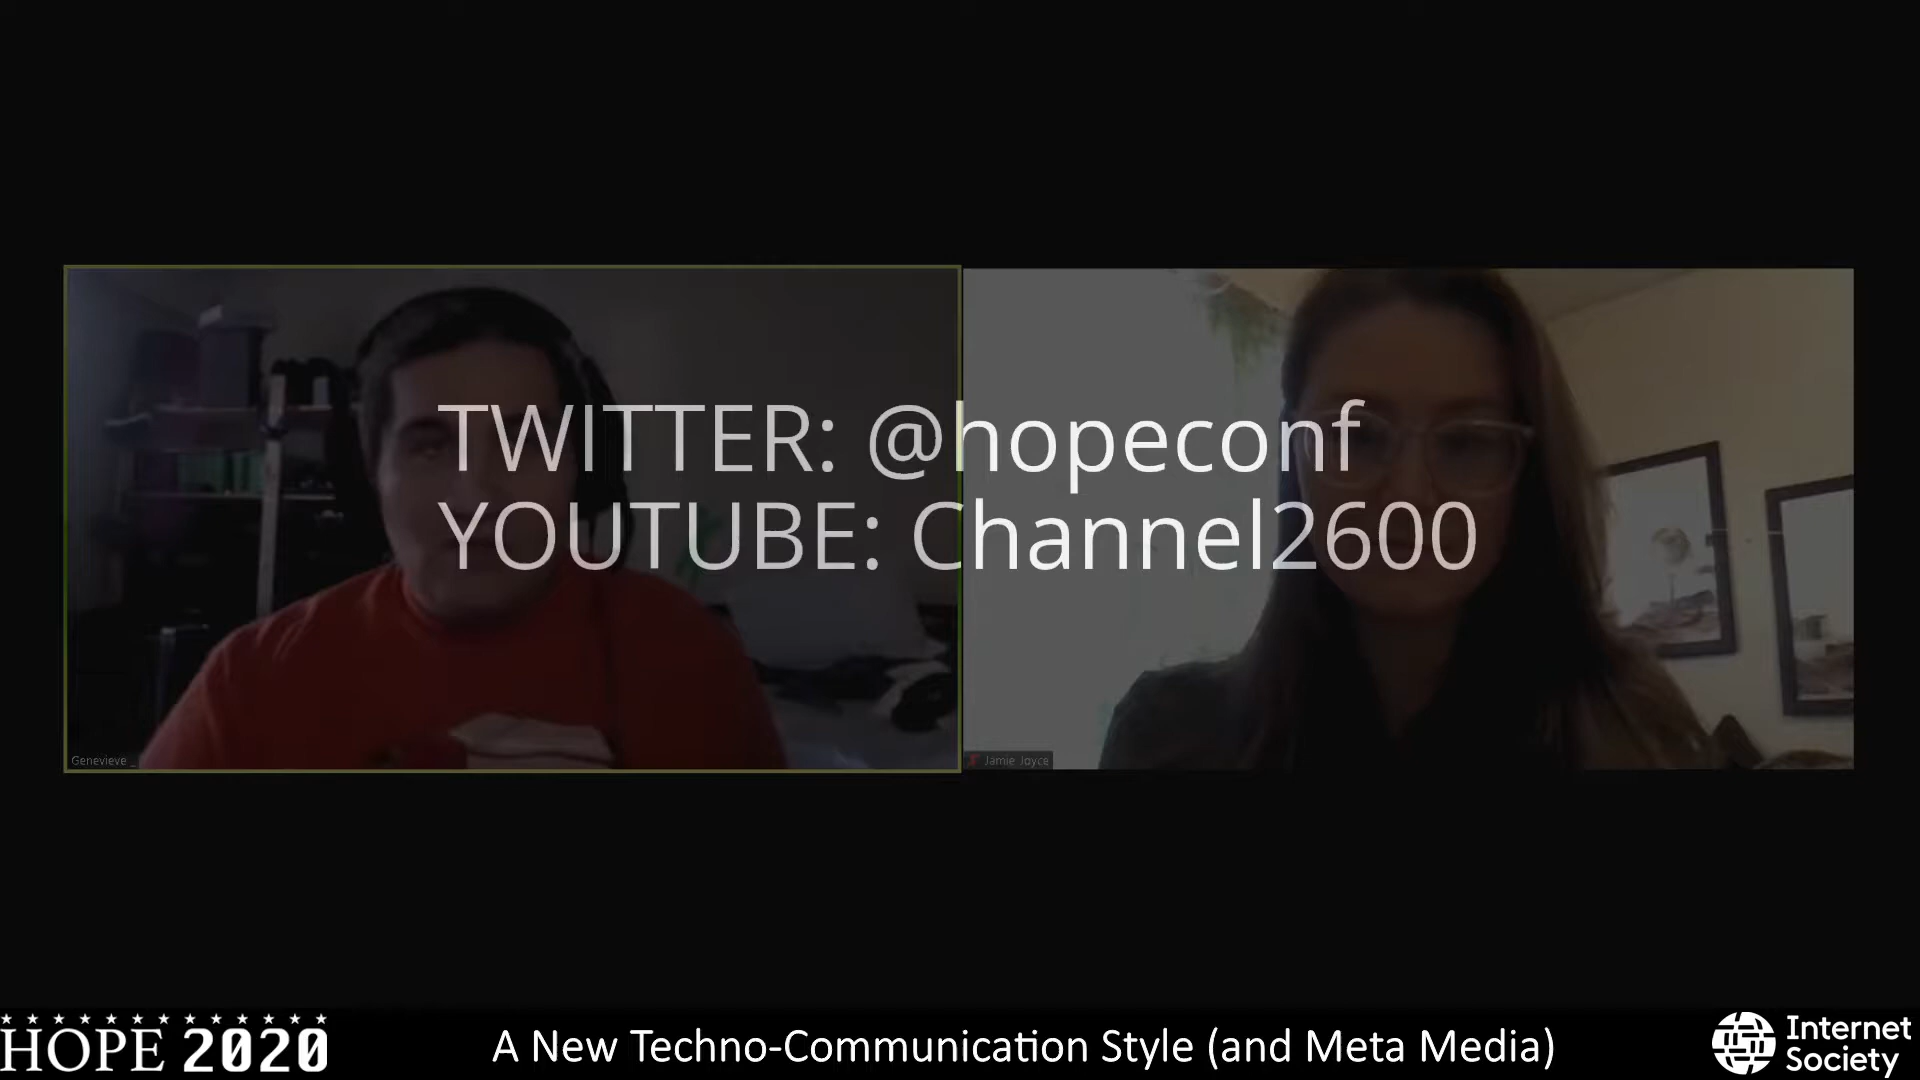 TWITTER: @hopeconf
YOUTUBE: Channel2600
Genevieve _
Jamie Joyce
HOPE 2020
A New Techno-Communication Style (and Meta Media)
Internet
Society